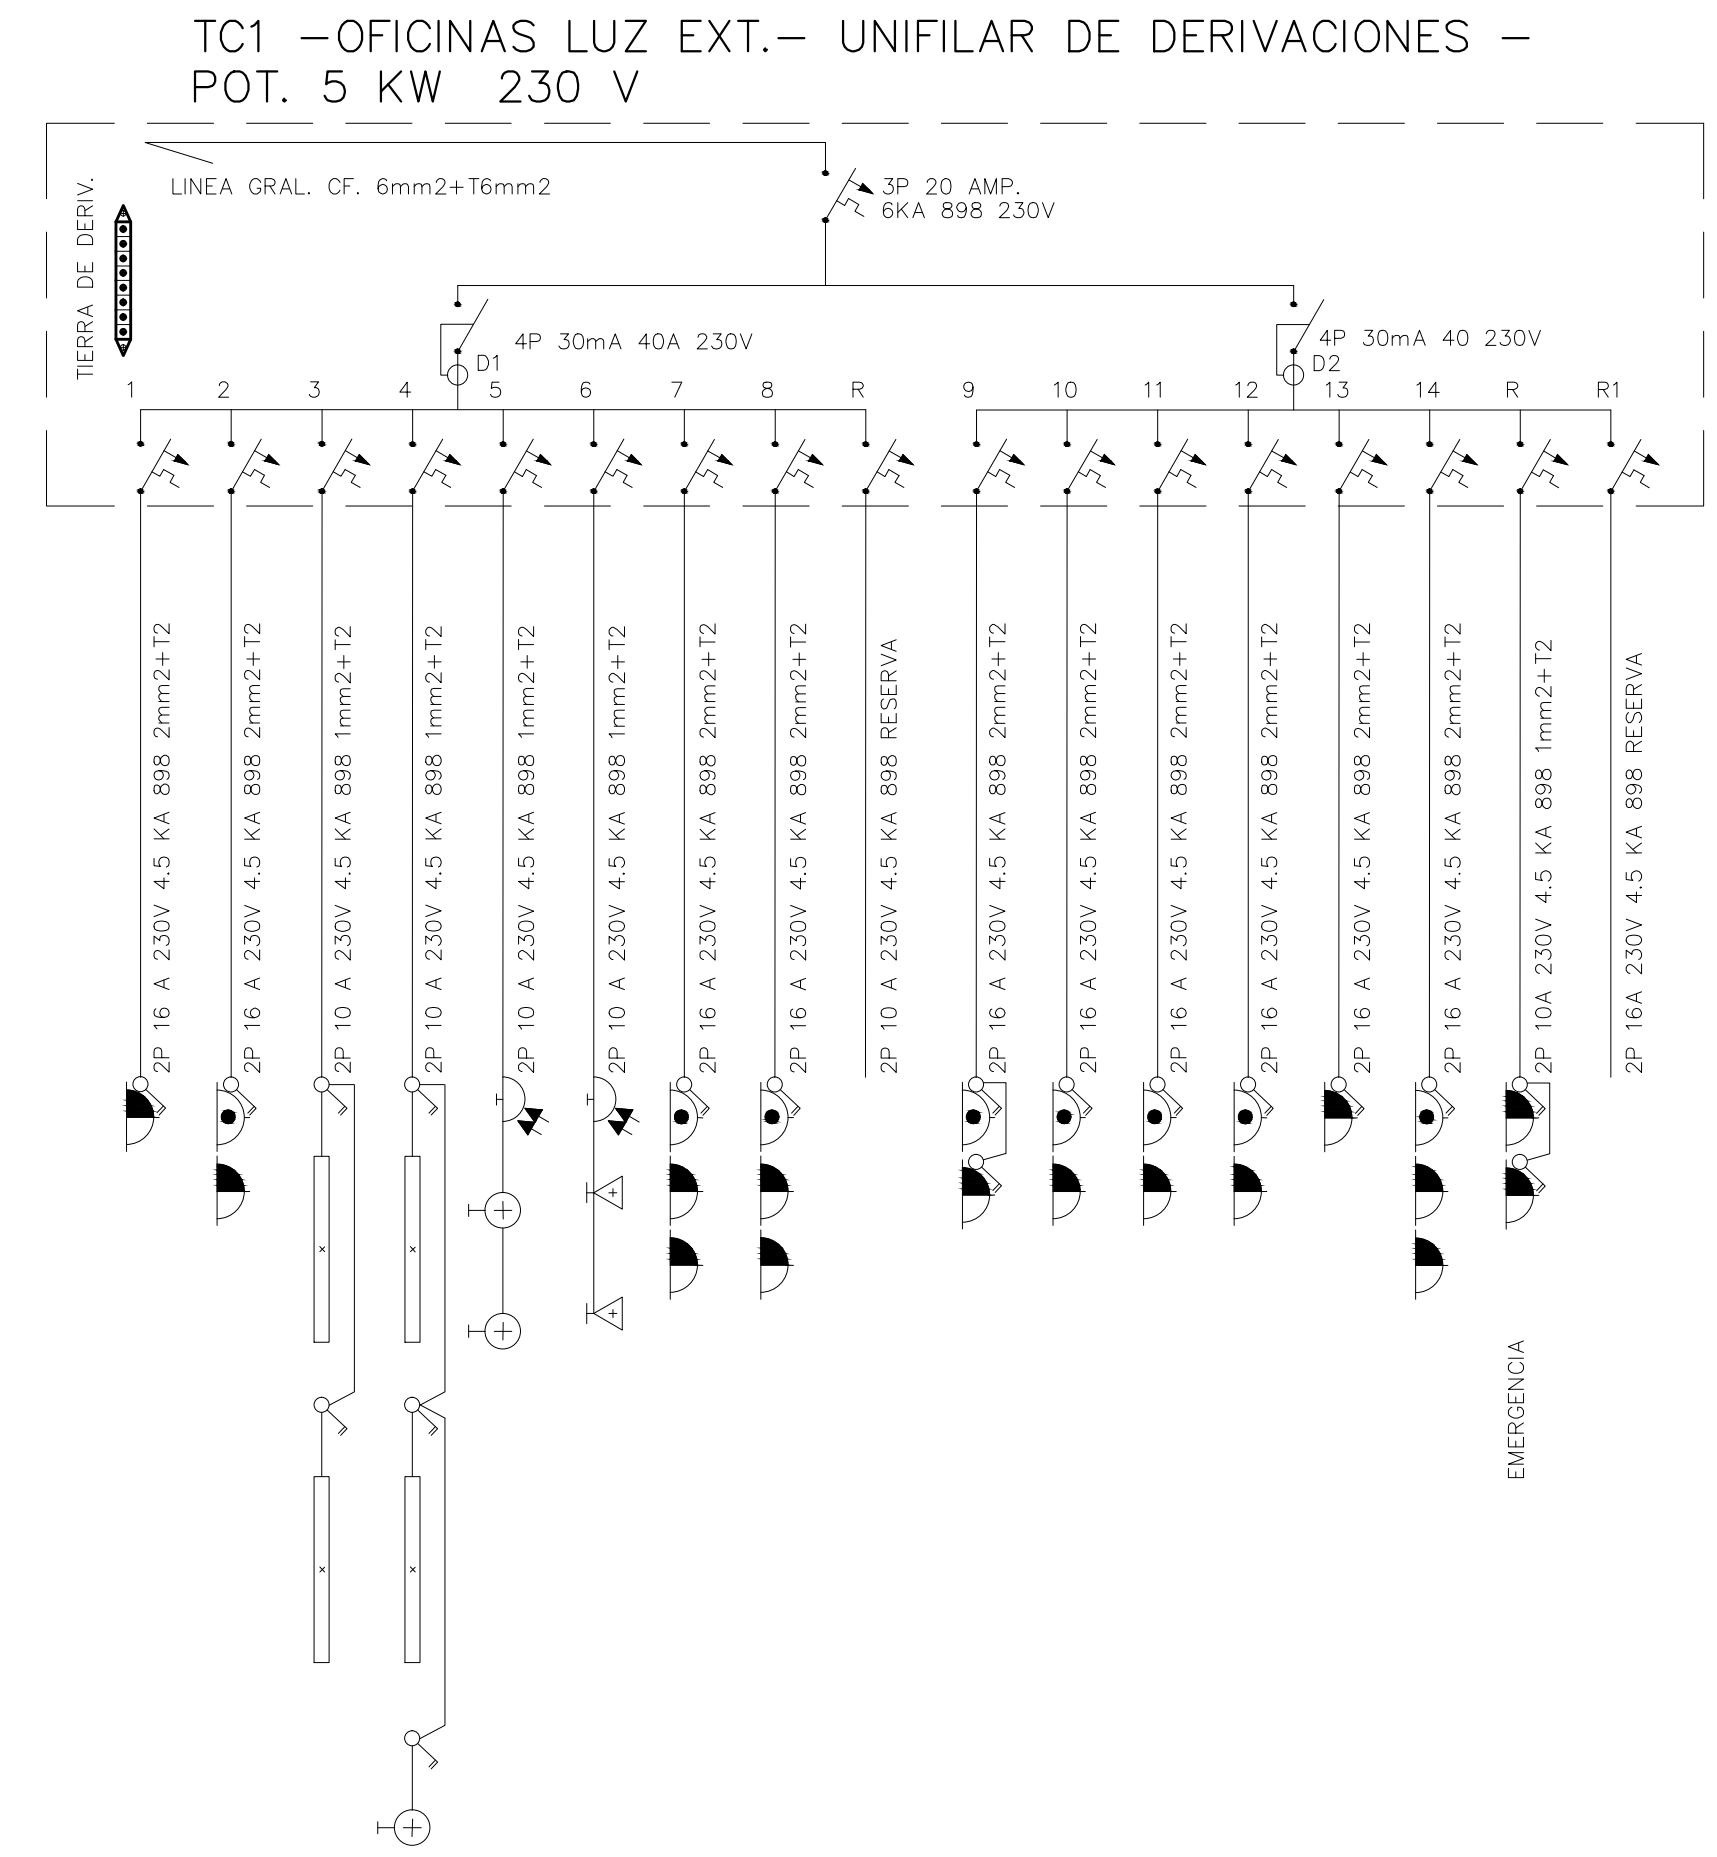 TC1 -OFICINAS LUZ EXT.- UNIFILAR DE DERIVACIONES -
POT. 5 KW 230 V
LINEA GRAL. CF. 6mm2+T6mm2
3P 20 AMP.
6KA 898 230V
TIERRA DE DERIV.
4P 30mA 40A 230V
D1
4P 30mA 40 230V
D2
1 2 3 4 5 6 7 8 R 9 10 11 12 13 14 R R1
2P 16 A 230V 4.5 KA 898 2mm2+T2
2P 16 A 230V 4.5 KA 898 2mm2+T2
2P 10 A 230V 4.5 KA 898 1mm2+T2
2P 10 A 230V 4.5 KA 898 1mm2+T2
2P 10 A 230V 4.5 KA 898 1mm2+T2
2P 10 A 230V 4.5 KA 898 1mm2+T2
2P 16 A 230V 4.5 KA 898 2mm2+T2
2P 16 A 230V 4.5 KA 898 2mm2+T2
2P 10 A 230V 4.5 KA 898 RESERVA
2P 16 A 230V 4.5 KA 898 2mm2+T2
2P 16 A 230V 4.5 KA 898 2mm2+T2
2P 16 A 230V 4.5 KA 898 2mm2+T2
2P 16 A 230V 4.5 KA 898 2mm2+T2
2P 16 A 230V 4.5 KA 898 2mm2+T2
2P 16 A 230V 4.5 KA 898 2mm2+T2
2P 10A 230V 4.5 KA 898 1mm2+T2
2P 16A 230V 4.5 KA 898 RESERVA
EMERGENCIA